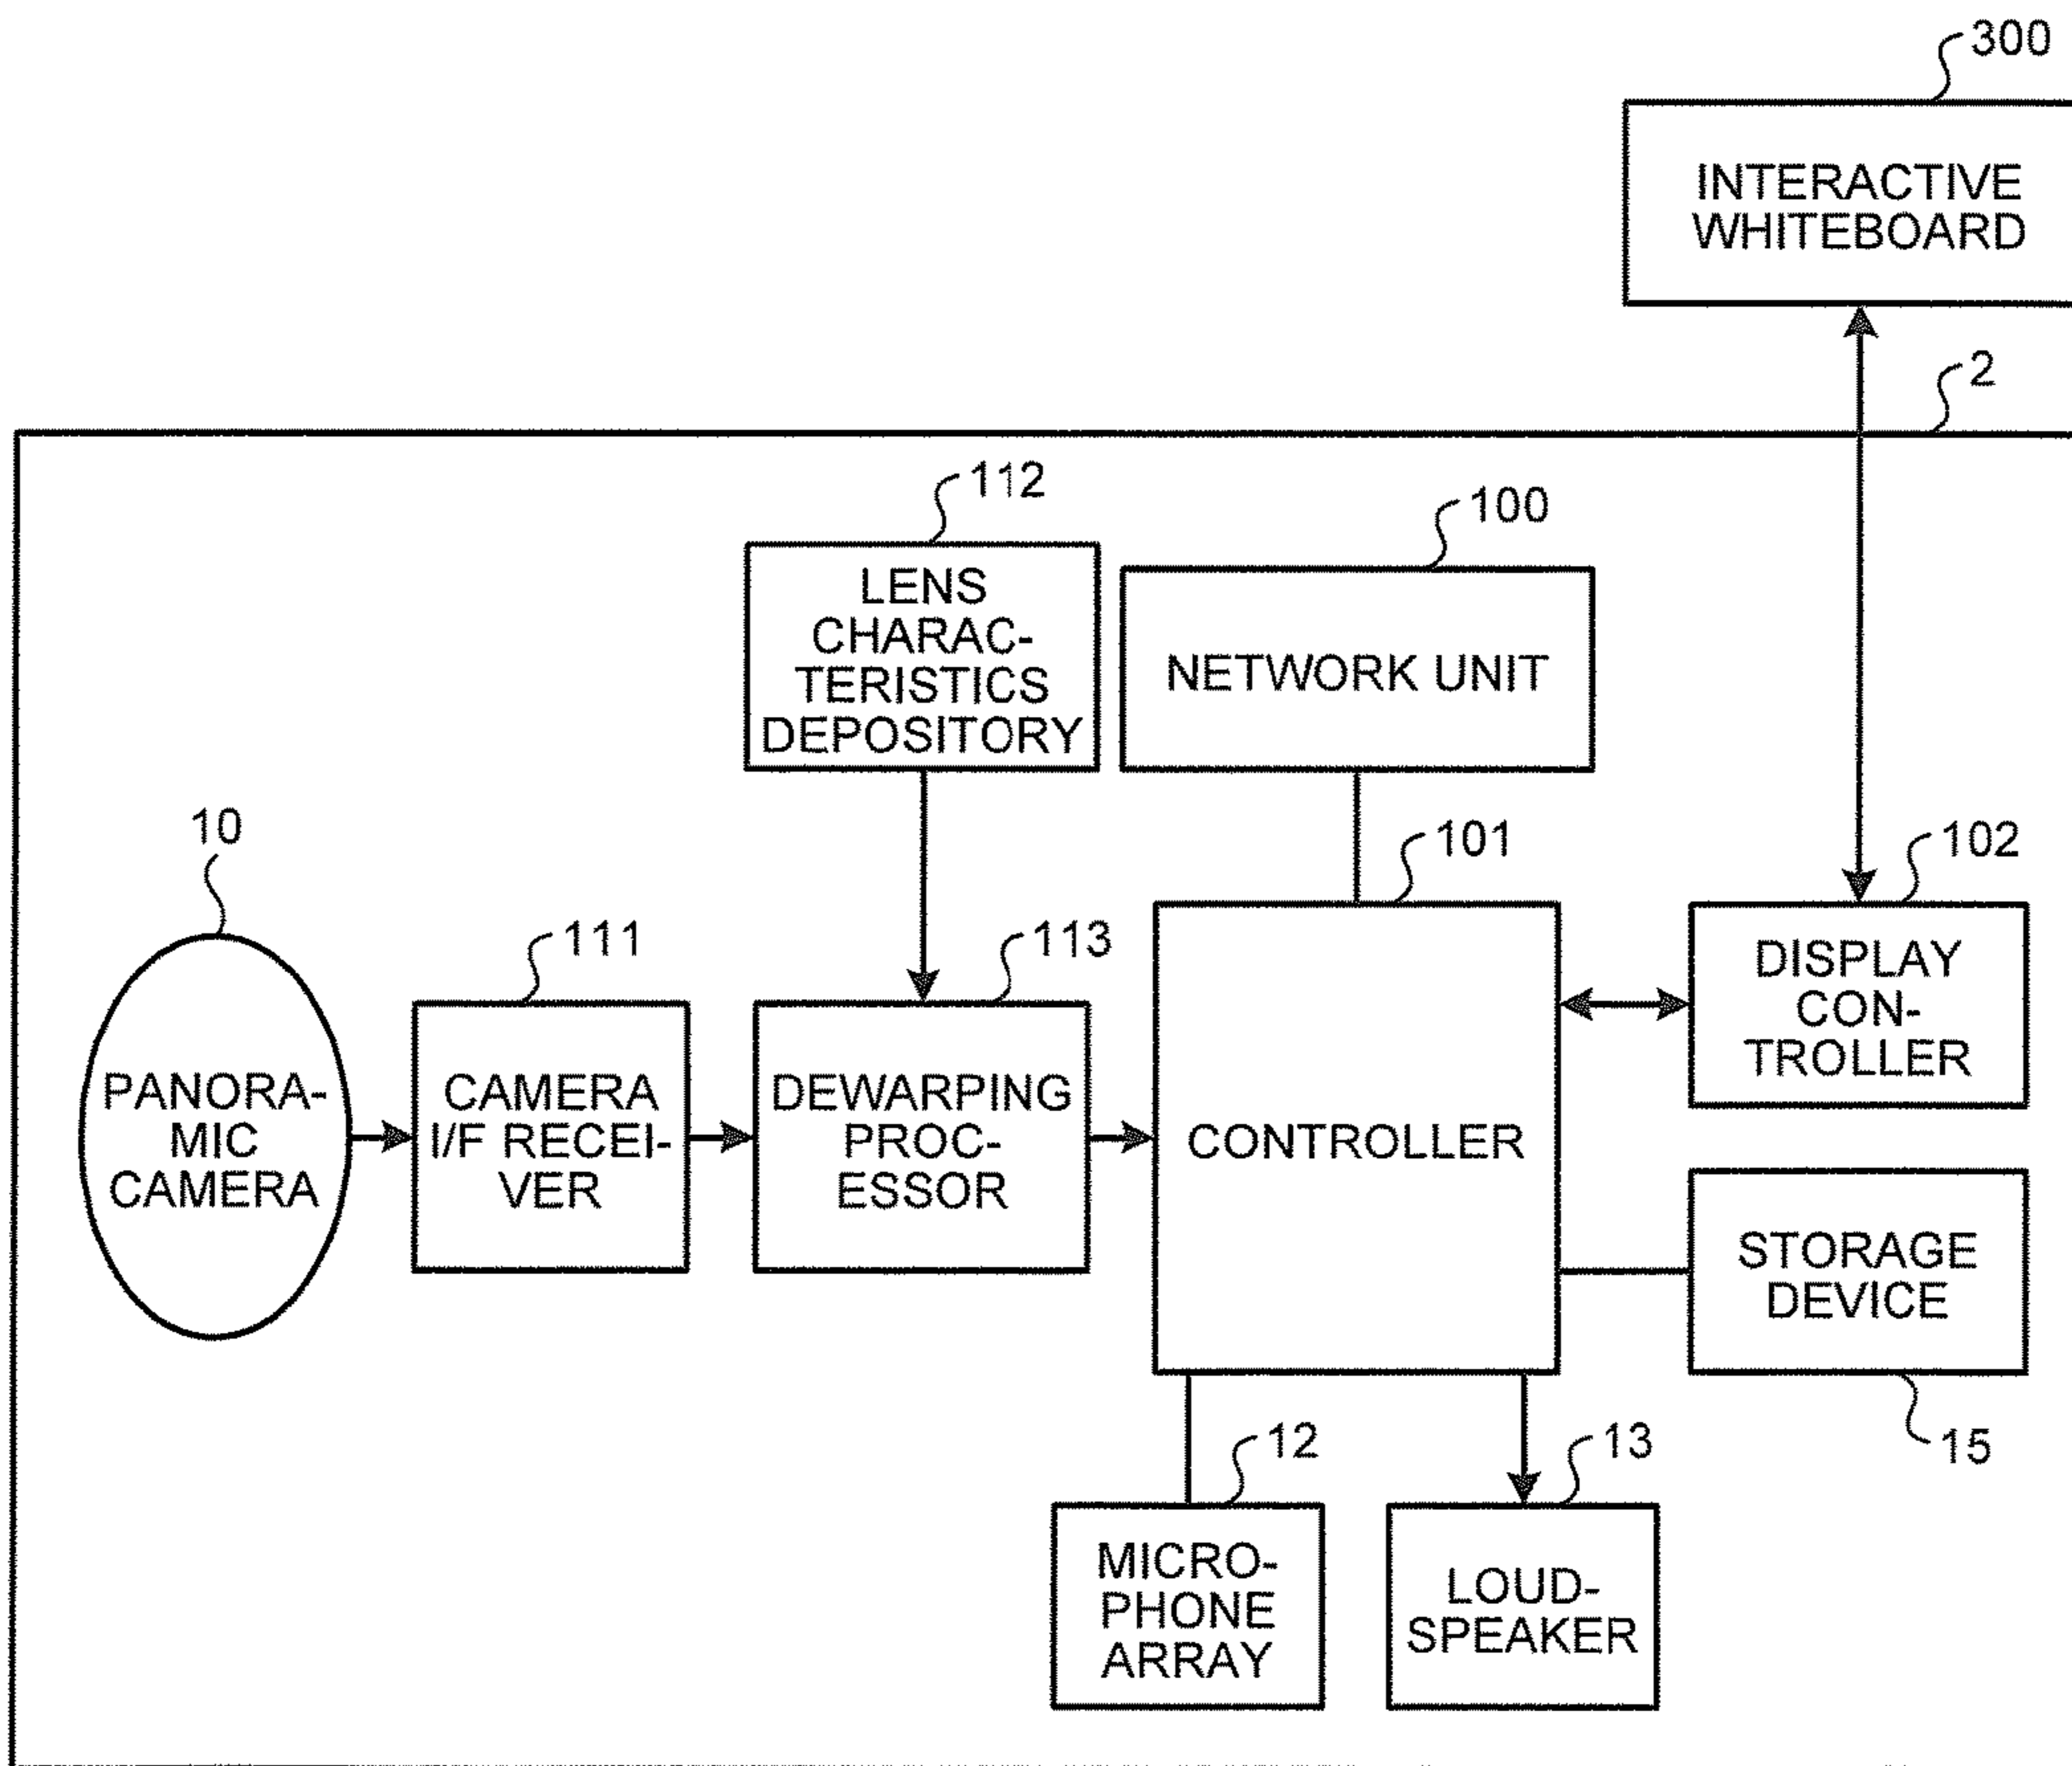 300
INTERACTIVE
WHITEBOARD
2
112
100
LENS
CHARAC-
TERISTICS
DEPOSITORY
NETWORK UNIT
10
101
102
111
113
PANORA-
MIC
CAMERA
CAMERA
I/F RECEI-
VER
DEWARPING
PROC-
ESSOR
CONTROLLER
DISPLAY
CON-
TROLLER
STORAGE
DEVICE
15
12
13
MICRO-
PHONE
ARRAY
LOUD-
SPEAKER